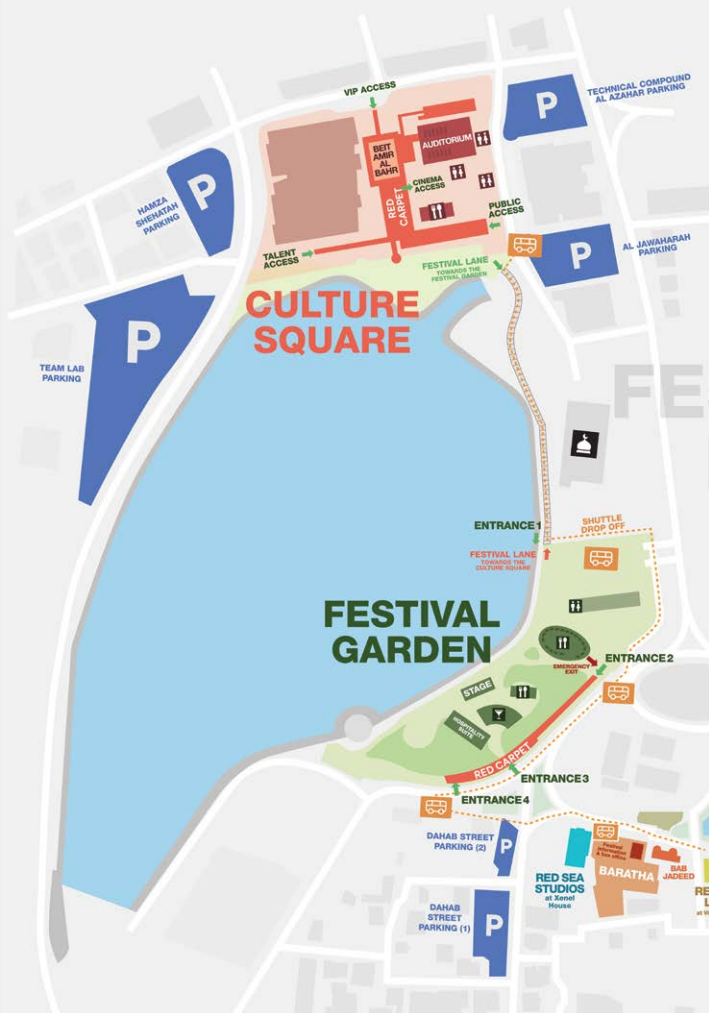 VIP ACCESS
TECHNICAL COMPOUND
AL AZAHAR PARKING
P
BEIT
AMIR
AL
BAHR
AUDITORIUM
HAMZA
SHEHATAH
PARKING
P
CINEMA
ACCESS
RED
CARPET
PUBLIC
ACCESS
TALENT
ACCESS
FESTIVAL LANE
TOWARDS THE
FESTIVAL GARDEN
P
AL JAWAHARAH
PARKING
CULTURE
SQUARE
P
TEAM LAB
PARKING
ENTRANCE 1
SHUTTLE
DROP OFF
FESTIVAL LANE
TOWARDS THE
CULTURE SQUARE
FESTIVAL
GARDEN
ENTRANCE 2
EMERGENCY
EXIT
STAGE
HOSPITALITY
SUITE
RED CARPET
ENTRANCE 3
ENTRANCE 4
DAHAB STREET
PARKING (2)
P
Festival
information
& box office
BARATHA
BAB
JADEED
RED SEA
STUDIOS
at Xenel
House
DAHAB
STREET
PARKING (1)
P